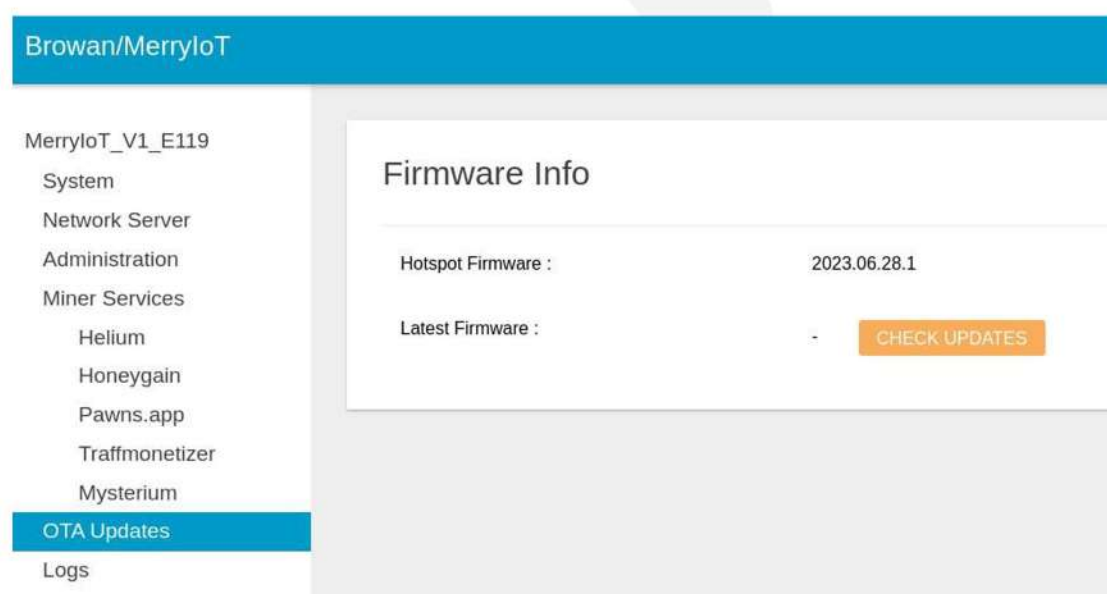 Browan/MerryIoT
MerryIoT_V1_E119
System
Network Server
Administration
Miner Services
Helium
Honeygain
Pawns.app
Traffmonetizer
Mysterium
OTA Updates
Logs
Firmware Info
Hotspot Firmware : 2023.06.28.1
Latest Firmware : - CHECK UPDATES